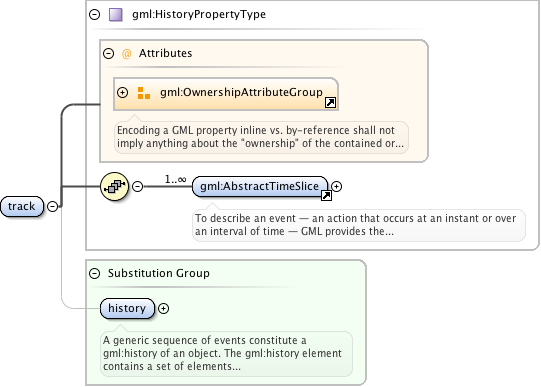 gml:HistoryPropertyType
@ Attributes
gml:OwnershipAttributeGroup
Encoding a GML property inline vs. by-reference shall not
imply anything about the "ownership" of the contained or...
1..∞
gml:AbstractTimeSlice
track
To describe an event — an action that occurs at an instant or over
an interval of time — GML provides the...
Substitution Group
history
A generic sequence of events constitute a
gml:history of an object. The gml:history element
contains a set of elements...